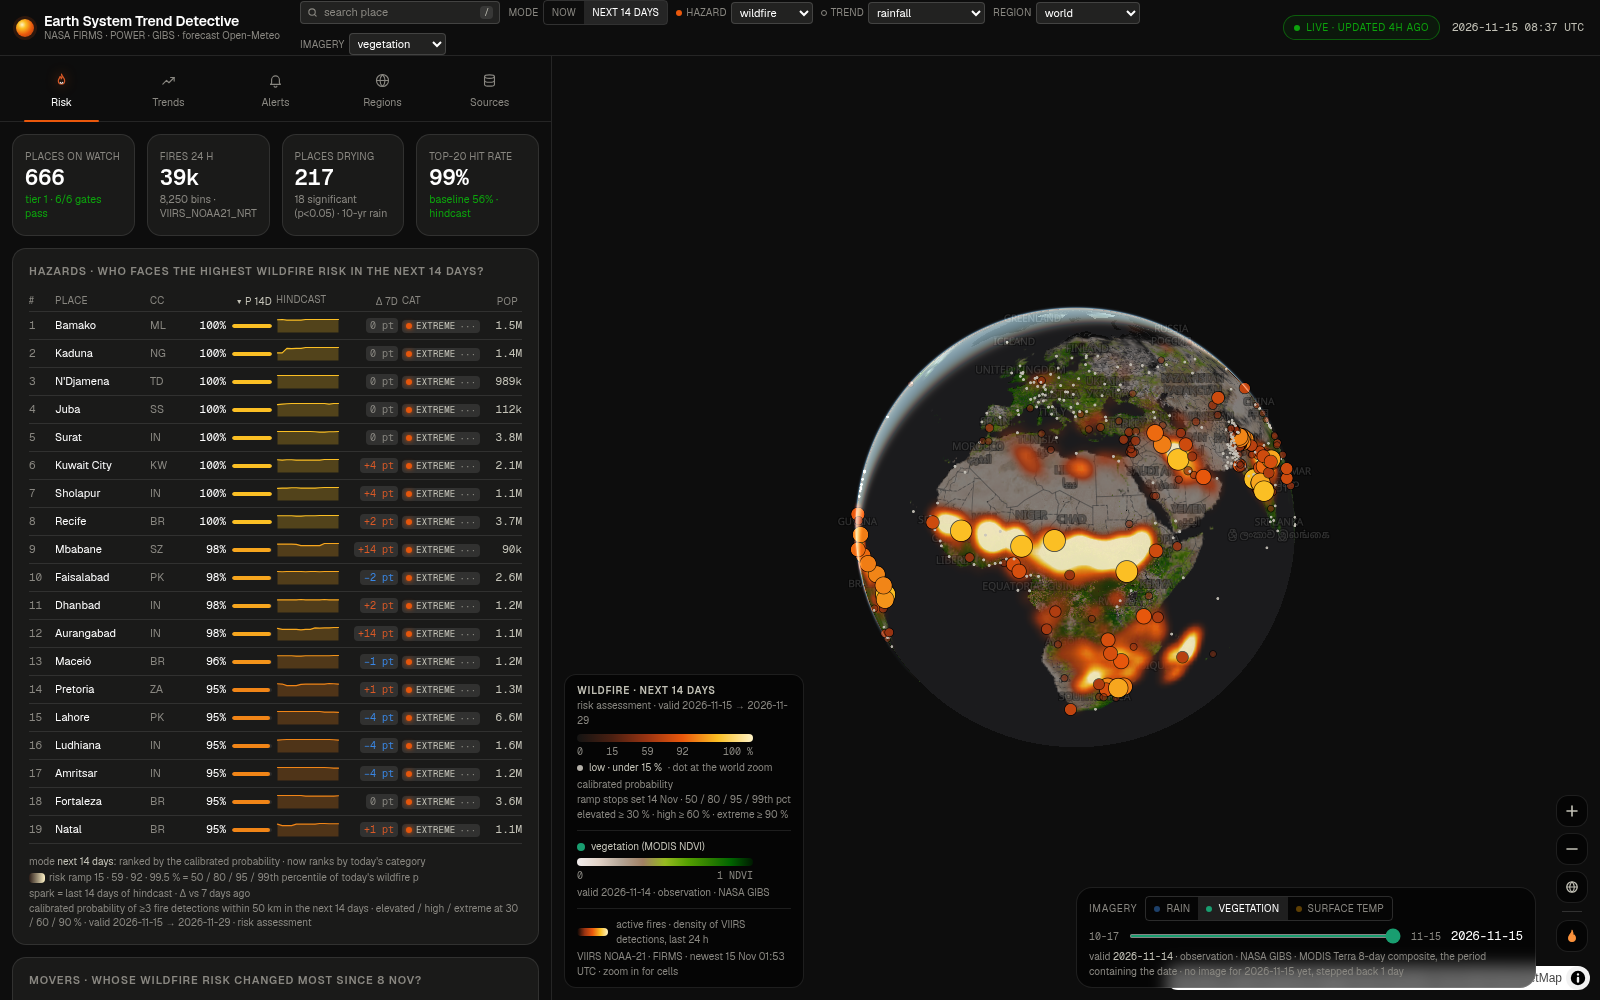 Earth System Trend Detective
NASA FIRMS · POWER · GIBS · forecast Open-Meteo
search place /
MODE NOW NEXT 14 DAYS
HAZARD wildfire
TREND rainfall
REGION world
IMAGERY vegetation
LIVE · UPDATED 4H AGO
2026-11-15 08:37 UTC
Risk Trends Alerts Regions Sources
PLACES ON WATCH
666
tier 1 · 6/6 gates
pass
FIRES 24 H
39k
8,250 bins ·
VIIRS_NOAA21_NRT
PLACES DRYING
217
18 significant
(p<0.05) · 10-yr rain
TOP-20 HIT RATE
99%
baseline 56% ·
hindcast
HAZARDS · WHO FACES THE HIGHEST WILDFIRE RISK IN THE NEXT 14 DAYS?
# PLACE CC ▾ P 14D HINDCAST Δ 7D CAT POP
1 Bamako ML 100% 0 pt EXTREME ··· 1.5M
2 Kaduna NG 100% 0 pt EXTREME ··· 1.4M
3 N'Djamena TD 100% 0 pt EXTREME ··· 989k
4 Juba SS 100% 0 pt EXTREME ··· 112k
5 Surat IN 100% 0 pt EXTREME ··· 3.8M
6 Kuwait City KW 100% +4 pt EXTREME ··· 2.1M
7 Sholapur IN 100% +4 pt EXTREME ··· 1.1M
8 Recife BR 100% +2 pt EXTREME ··· 3.7M
9 Mbabane SZ 98% +14 pt EXTREME ··· 90k
10 Faisalabad PK 98% −2 pt EXTREME ··· 2.6M
11 Dhanbad IN 98% +2 pt EXTREME ··· 1.2M
12 Aurangabad IN 98% +14 pt EXTREME ··· 1.1M
13 Maceió BR 96% −1 pt EXTREME ··· 1.2M
14 Pretoria ZA 95% +1 pt EXTREME ··· 1.3M
15 Lahore PK 95% −4 pt EXTREME ··· 6.6M
16 Ludhiana IN 95% −4 pt EXTREME ··· 1.6M
17 Amritsar IN 95% −4 pt EXTREME ··· 1.2M
18 Fortaleza BR 95% 0 pt EXTREME ··· 3.6M
19 Natal BR 95% +1 pt EXTREME ··· 1.1M
mode next 14 days: ranked by the calibrated probability · now ranks by today's category
risk ramp 15 · 59 · 92 · 99.5 % = 50 / 80 / 95 / 99th percentile of today's wildfire p
spark = last 14 days of hindcast · Δ vs 7 days ago
calibrated probability of ≥3 fire detections within 50 km in the next 14 days · elevated / high / extreme at 30
/ 60 / 90 % · valid 2026-11-15 → 2026-11-29 · risk assessment
MOVERS · WHOSE WILDFIRE RISK CHANGED MOST SINCE 8 NOV?
GREENLAND
ICELAND
RUSSIA
FINLAND
UNITED KINGDOM
CHINA
NIGER
CHAD
WILDFIRE · NEXT 14 DAYS
risk assessment · valid 2026-11-15 → 2026-11-
29
0 15 59 92 100 %
low · under 15 % · dot at the world zoom
calibrated probability
ramp stops set 14 Nov · 50 / 80 / 95 / 99th pct
elevated ≥ 30 % · high ≥ 60 % · extreme ≥ 90 %
vegetation (MODIS NDVI)
0 1 NDVI
valid 2026-11-14 · observation · NASA GIBS
active fires · density of VIIRS
detections, last 24 h
VIIRS NOAA-21 · FIRMS · newest 15 Nov 01:53
UTC · zoom in for cells
IMAGERY RAIN VEGETATION SURFACE TEMP
10-17 11-15 2026-11-15
valid 2026-11-14 · observation · NASA GIBS · MODIS Terra 8-day composite, the period
containing the date · no image for 2026-11-15 yet, stepped back 1 day
tMap